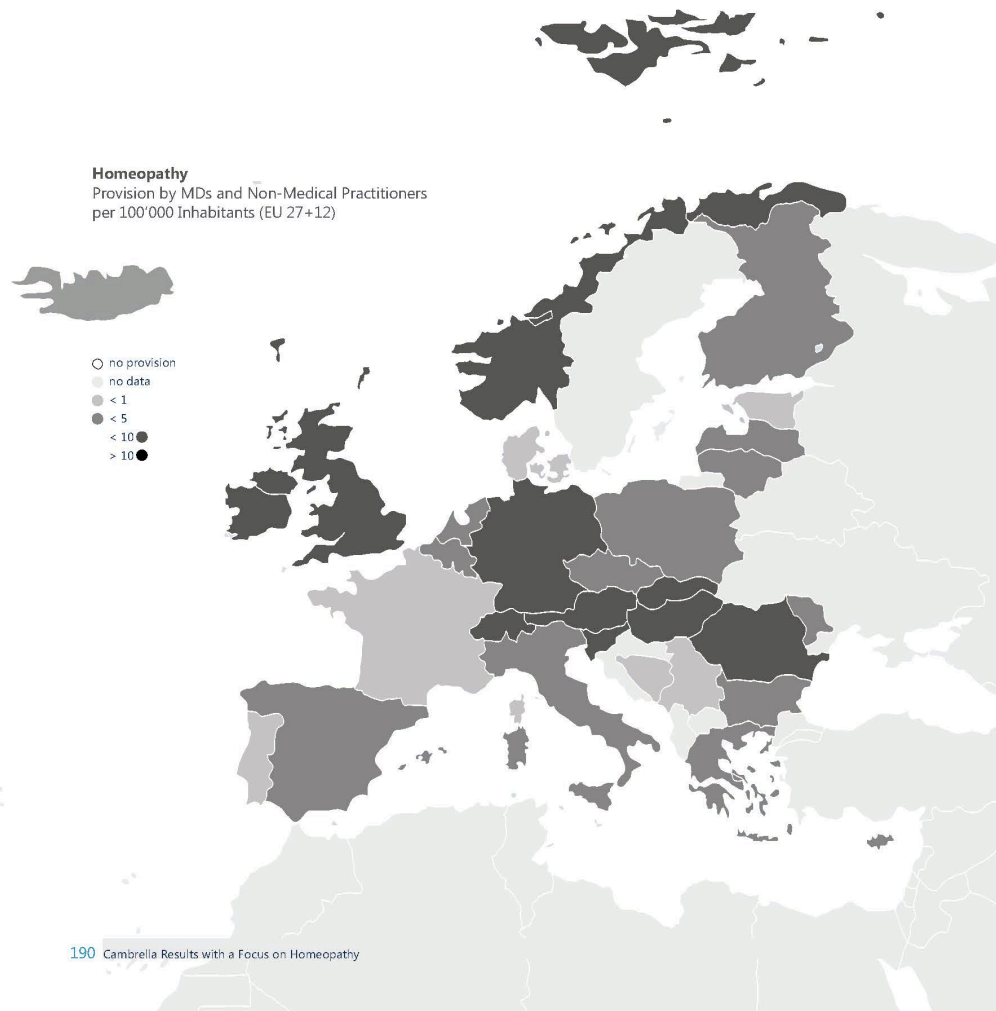 Homeopathy
Provision by MDs and Non-Medical Practitioners
per 100'000 Inhabitants (EU 27+12)
no provision
no data
< 1
< 5
< 10
> 10
190 Cambrella Results with a Focus on Homeopathy